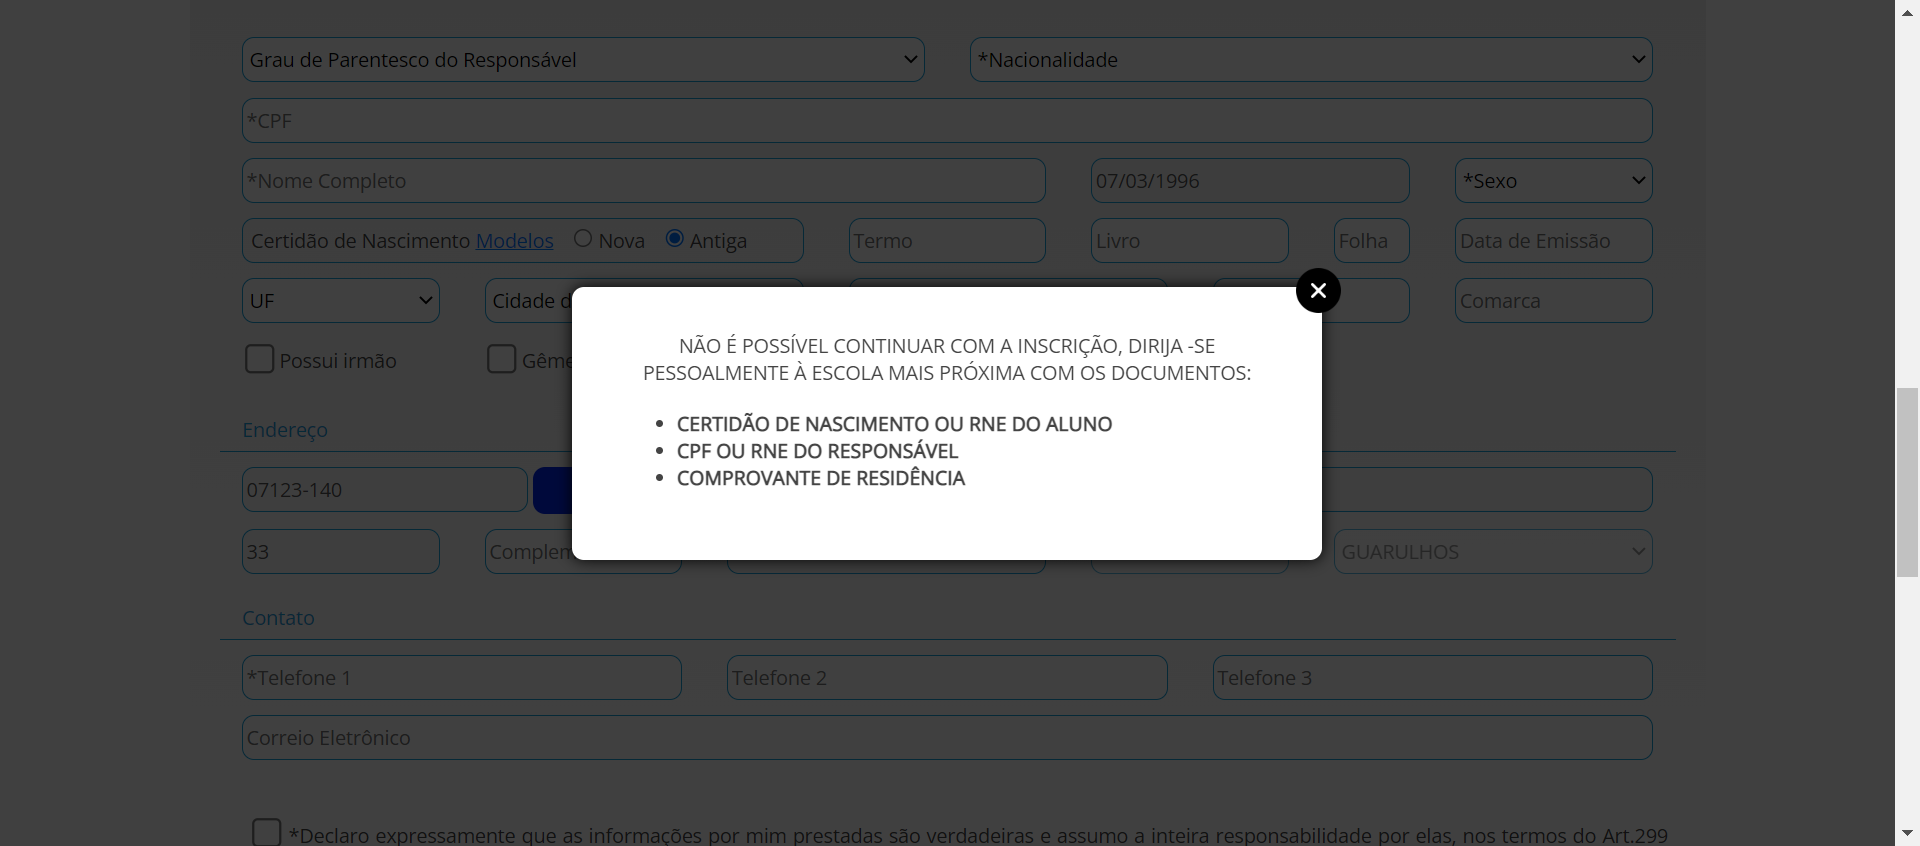 Grau de Parentesco do Responsável *Nacionalidade
*CPF
*Nome Completo 07/03/1996 *Sexo
Certidão de Nascimento Modelos Nova Antiga Termo Livro Folha Data de Emissão
UF Cidade d Comarca
Possui irmão Gême
NÃO É POSSÍVEL CONTINUAR COM A INSCRIÇÃO, DIRIJA -SE
PESSOALMENTE À ESCOLA MAIS PRÓXIMA COM OS DOCUMENTOS:
• CERTIDÃO DE NASCIMENTO OU RNE DO ALUNO
• CPF OU RNE DO RESPONSÁVEL
• COMPROVANTE DE RESIDÊNCIA
Endereço
07123-140
33 Complem GUARULHOS
Contato
*Telefone 1 Telefone 2 Telefone 3
Correio Eletrônico
*Declaro expressamente que as informações por mim prestadas são verdadeiras e assumo a inteira responsabilidade por elas, nos termos do Art.299